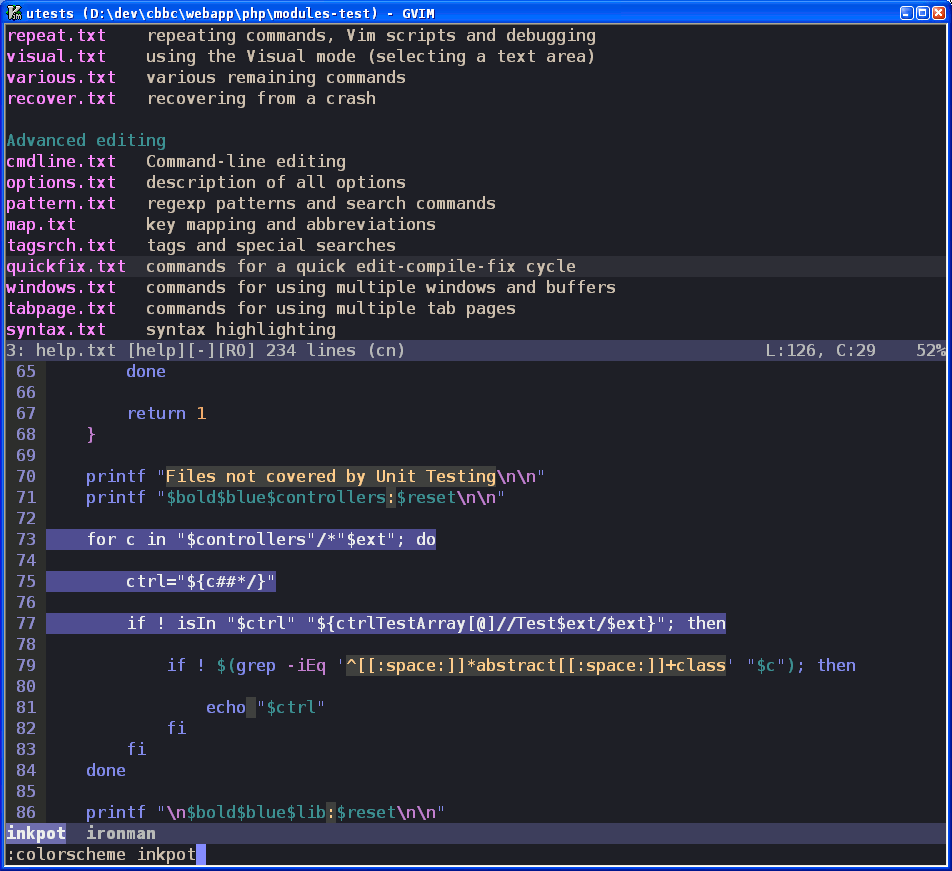 utests (D:\dev\cbbc\webapp\php\modules-test) - GVIM
repeat.txt    repeating commands, Vim scripts and debugging
visual.txt    using the Visual mode (selecting a text area)
various.txt   various remaining commands
recover.txt   recovering from a crash
Advanced editing
cmdline.txt   Command-line editing
options.txt   description of all options
pattern.txt   regexp patterns and search commands
map.txt       key mapping and abbreviations
tagsrch.txt   tags and special searches
quickfix.txt  commands for a quick edit-compile-fix cycle
windows.txt   commands for using multiple windows and buffers
tabpage.txt   commands for using multiple tab pages
syntax.txt    syntax highlighting
3: help.txt [help][-][RO] 234 lines (cn)    L:126, C:29    52%
65         done
66
67         return 1
68     }
69
70     printf "Files not covered by Unit Testing\n\n"
71     printf "$bold$blue$controllers:$reset\n\n"
72
73     for c in "$controllers"/*"$ext"; do
74
75         ctrl="${c##*/}"
76
77         if ! isIn "$ctrl" "${ctrlTestArray[@]//Test$ext/$ext}"; then
78
79             if ! $(grep -iEq '^[[:space:]]*abstract[[:space:]]+class' "$c"); then
80
81                 echo "$ctrl"
82             fi
83         fi
84     done
85
86     printf "\n$bold$blue$lib:$reset\n\n"
inkpot  ironman
:colorscheme inkpot